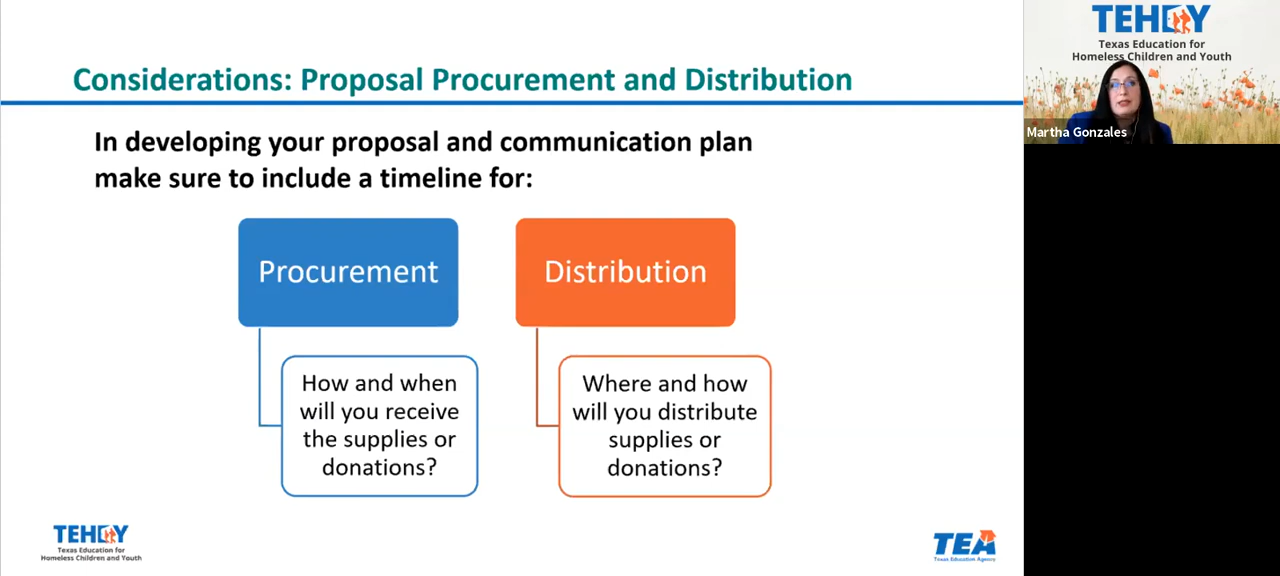 Considerations: Proposal Procurement and Distribution
In developing your proposal and communication plan
make sure to include a timeline for:
Procurement
How and when
will you receive
the supplies or
donations?
Distribution
Where and how
will you distribute
supplies or
donations?
TEHCY
Texas Education for
Homeless Children and Youth
TEA
Texas Education Agency
TEHCY
Texas Education for
Homeless Children and Youth
Martha Gonzales